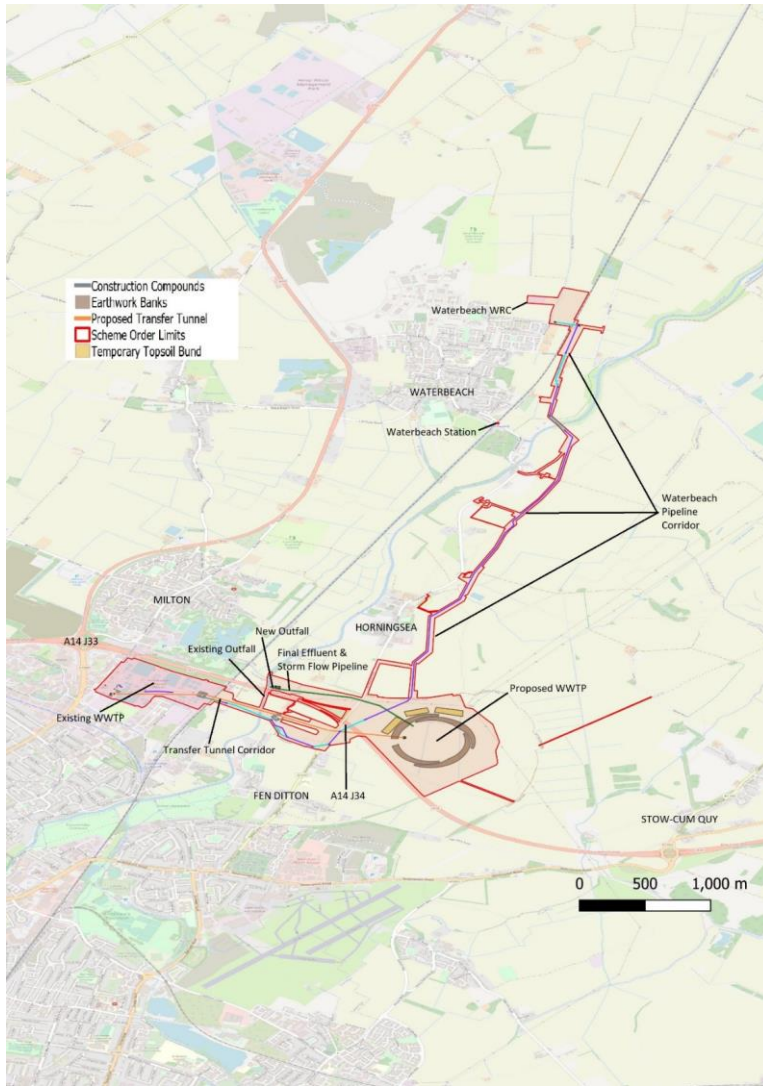 Construction Compounds
Earthwork Banks
Proposed Transfer Tunnel
Scheme Order Limits
Temporary Topsoil Bund
Waterbeach WRC
WATERBEACH
Waterbeach Station
Waterbeach
Pipeline
Corridor
MILTON
HORNINGSEA
New Outfall
A14 J33
Existing Outfall
Final Effluent &
Storm Flow Pipeline
Proposed WWTP
Existing WWTP
Transfer Tunnel Corridor
FEN DITTON
A14 J34
STOW-CUM QUY
0 500 1,000 m